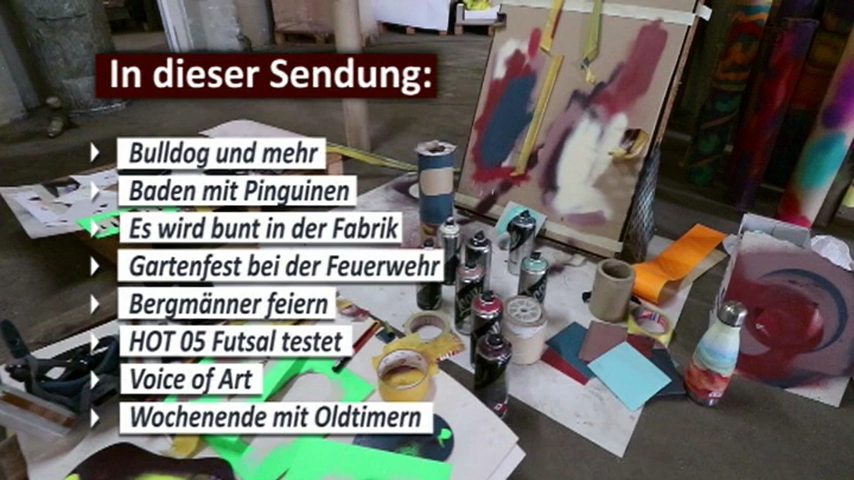 In dieser Sendung:
Bulldog und mehr
Baden mit Pinguinen
Es wird bunt in der Fabrik
Gartenfest bei der Feuerwehr
Bergmänner feiern
HOT 05 Futsal testet
Voice of Art
Wochenende mit Oldtimern